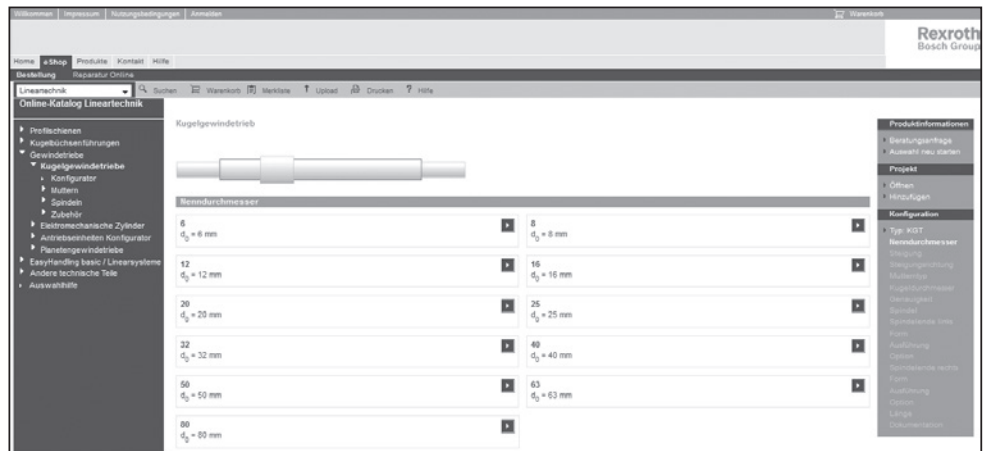 Willkommen | Impressum | Nutzungsbedingungen | Anmelden
Warenkorb
Rexroth
Bosch Group
Home eShop Produkte Kontakt Hilfe
Bestellung Reparatur Online
Lineartechnik Suchen Warenkorb Merkliste Upload Drucken ? Hilfe
Online-Katalog Lineartechnik
Profilschienen
Kugelbüchsenführungen
Gewindetriebe
Kugelgewindetriebe
Konfigurator
Muttern
Spindeln
Zubehör
Elektromechanische Zylinder
Antriebseinheiten Konfigurator
Planetengewindetriebe
EasyHandling basic / Linearsysteme
Andere technische Teile
Auswahlhilfe
Kugelgewindetrieb
Nenndurchmesser
6
d0 = 6 mm
8
d0 = 8 mm
12
d0 = 12 mm
16
d0 = 16 mm
20
d0 = 20 mm
25
d0 = 25 mm
32
d0 = 32 mm
40
d0 = 40 mm
50
d0 = 50 mm
63
d0 = 63 mm
80
d0 = 80 mm
Produktinformationen
Beratungsanfrage
Auswahl neu starten
Projekt
Öffnen
Hinzufügen
Konfiguration
Typ: KGT
Nenndurchmesser
Steigung
Steigungsrichtung
Mutterntyp
Kugeldurchmesser
Genauigkeit
Spindel
Spindelende links
Form
Ausführung
Option
Spindelende rechts
Form
Ausführung
Option
Länge
Dokumentation